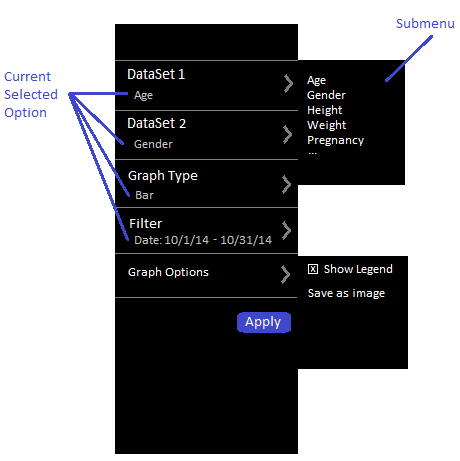 Submenu
Current
Selected
Option
DataSet 1
Age
DataSet 2
Gender
Graph Type
Bar
Filter
Date: 10/1/14 - 10/31/14
Graph Options
Apply
Age
Gender
Height
Weight
Pregnancy
...
X Show Legend
Save as image